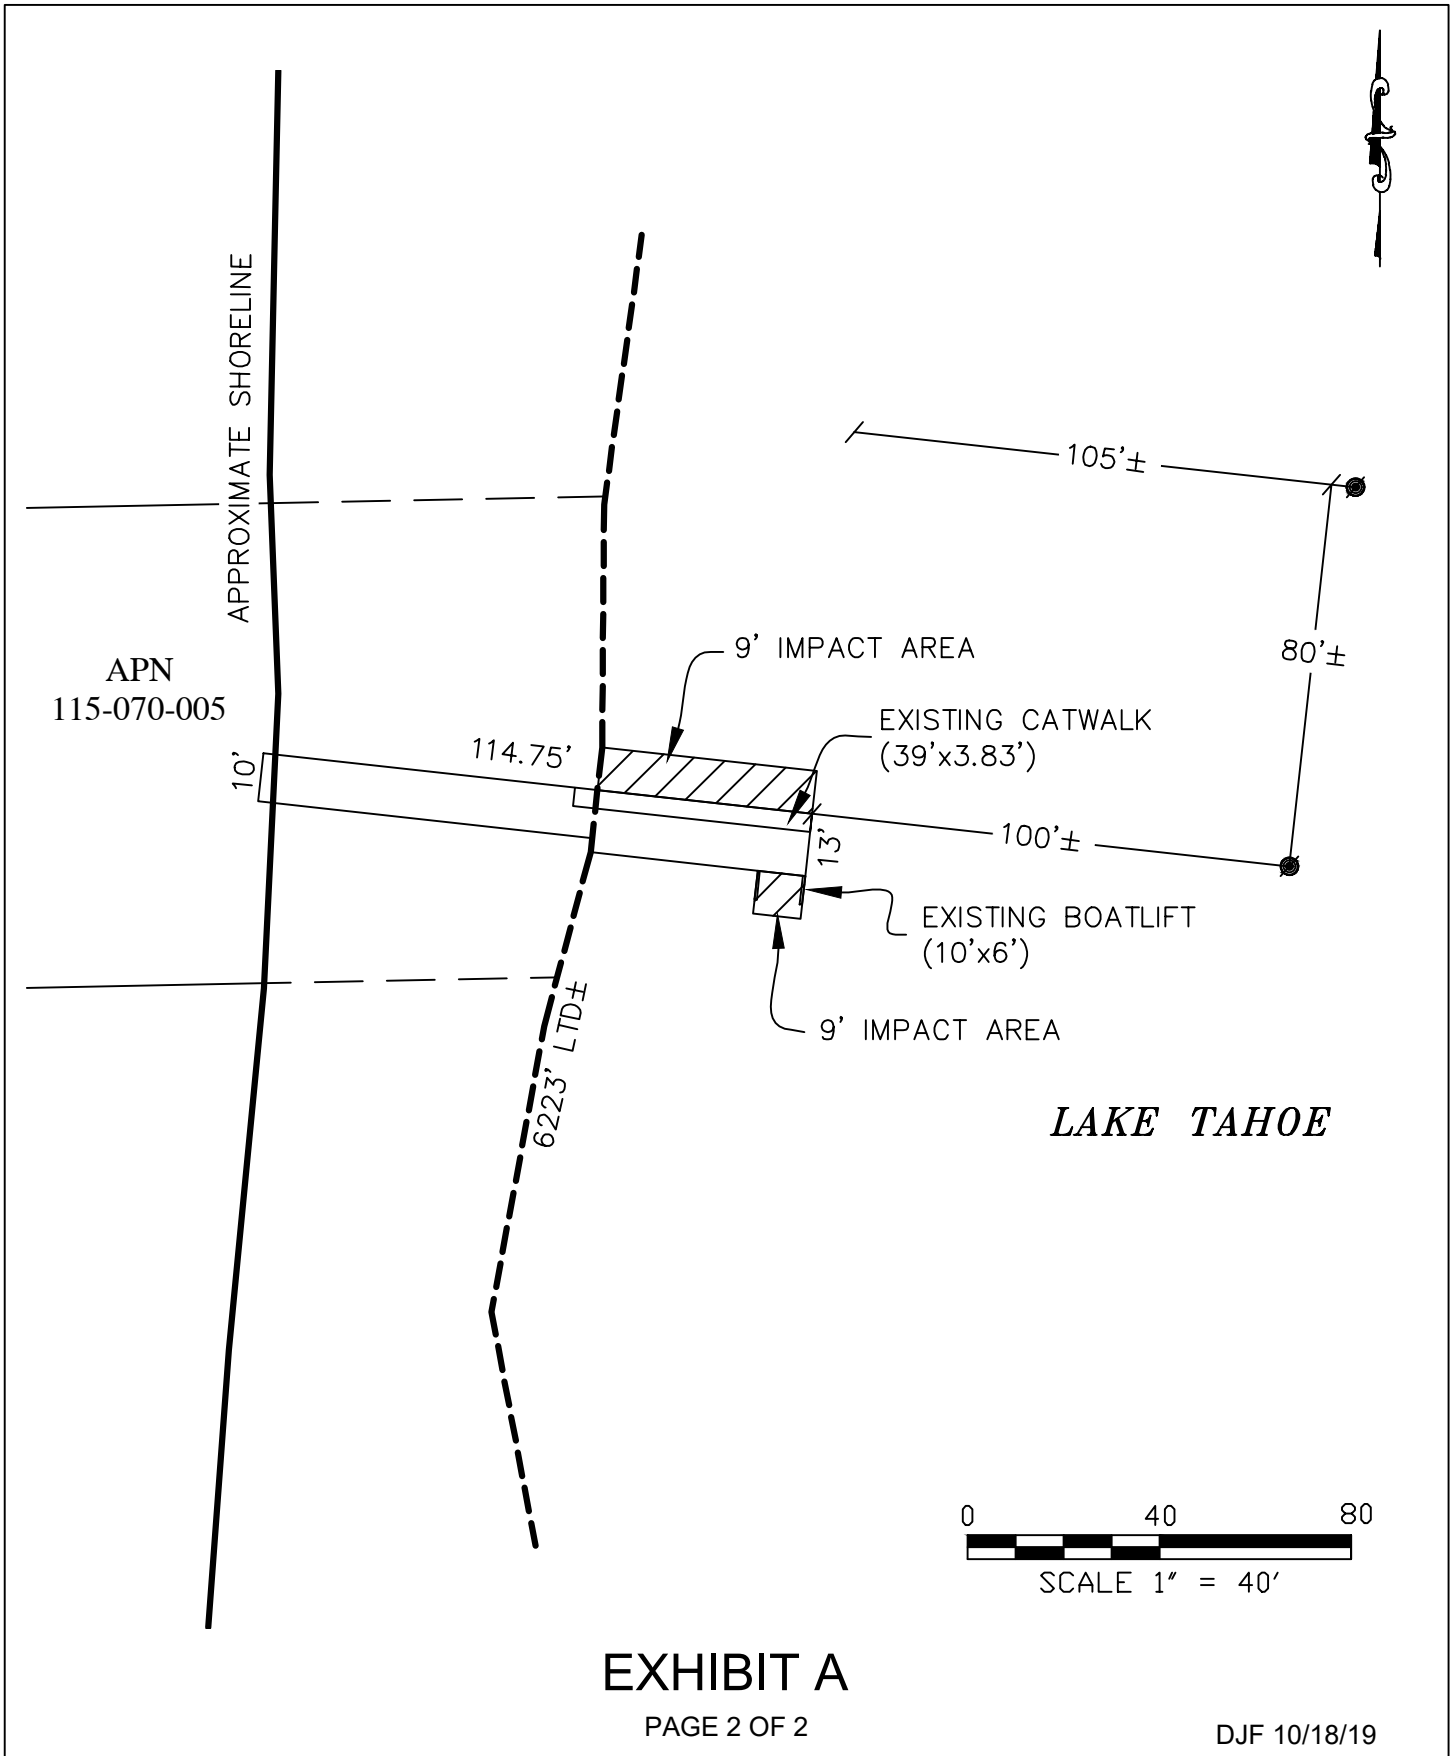 APPROXIMATE SHORELINE
105'±
80'±
9' IMPACT AREA
APN
115-070-005
EXISTING CATWALK
(39'x3.83')
114.75'
10'
100'±
13'
EXISTING BOATLIFT
(10'x6')
9' IMPACT AREA
6223' LTD±
LAKE TAHOE
0 40 80
SCALE 1" = 40'
EXHIBIT A
PAGE 2 OF 2
DJF 10/18/19